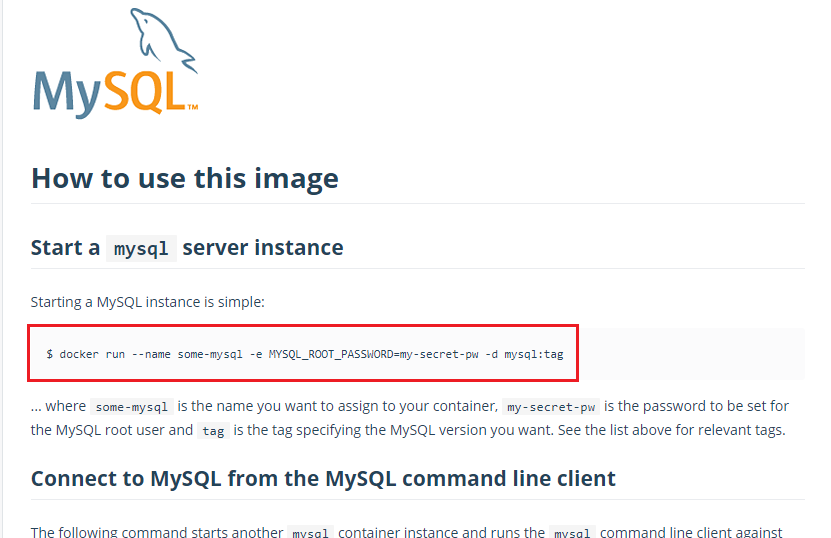 MySQL™
How to use this image
Start a mysql server instance
Starting a MySQL instance is simple:
$ docker run --name some-mysql -e MYSQL_ROOT_PASSWORD=my-secret-pw -d mysql:tag
... where some-mysql is the name you want to assign to your container, my-secret-pw is the password to be set for
the MySQL root user and tag is the tag specifying the MySQL version you want. See the list above for relevant tags.
Connect to MySQL from the MySQL command line client
The following command starts another mysql container instance and runs the mysql command line client against